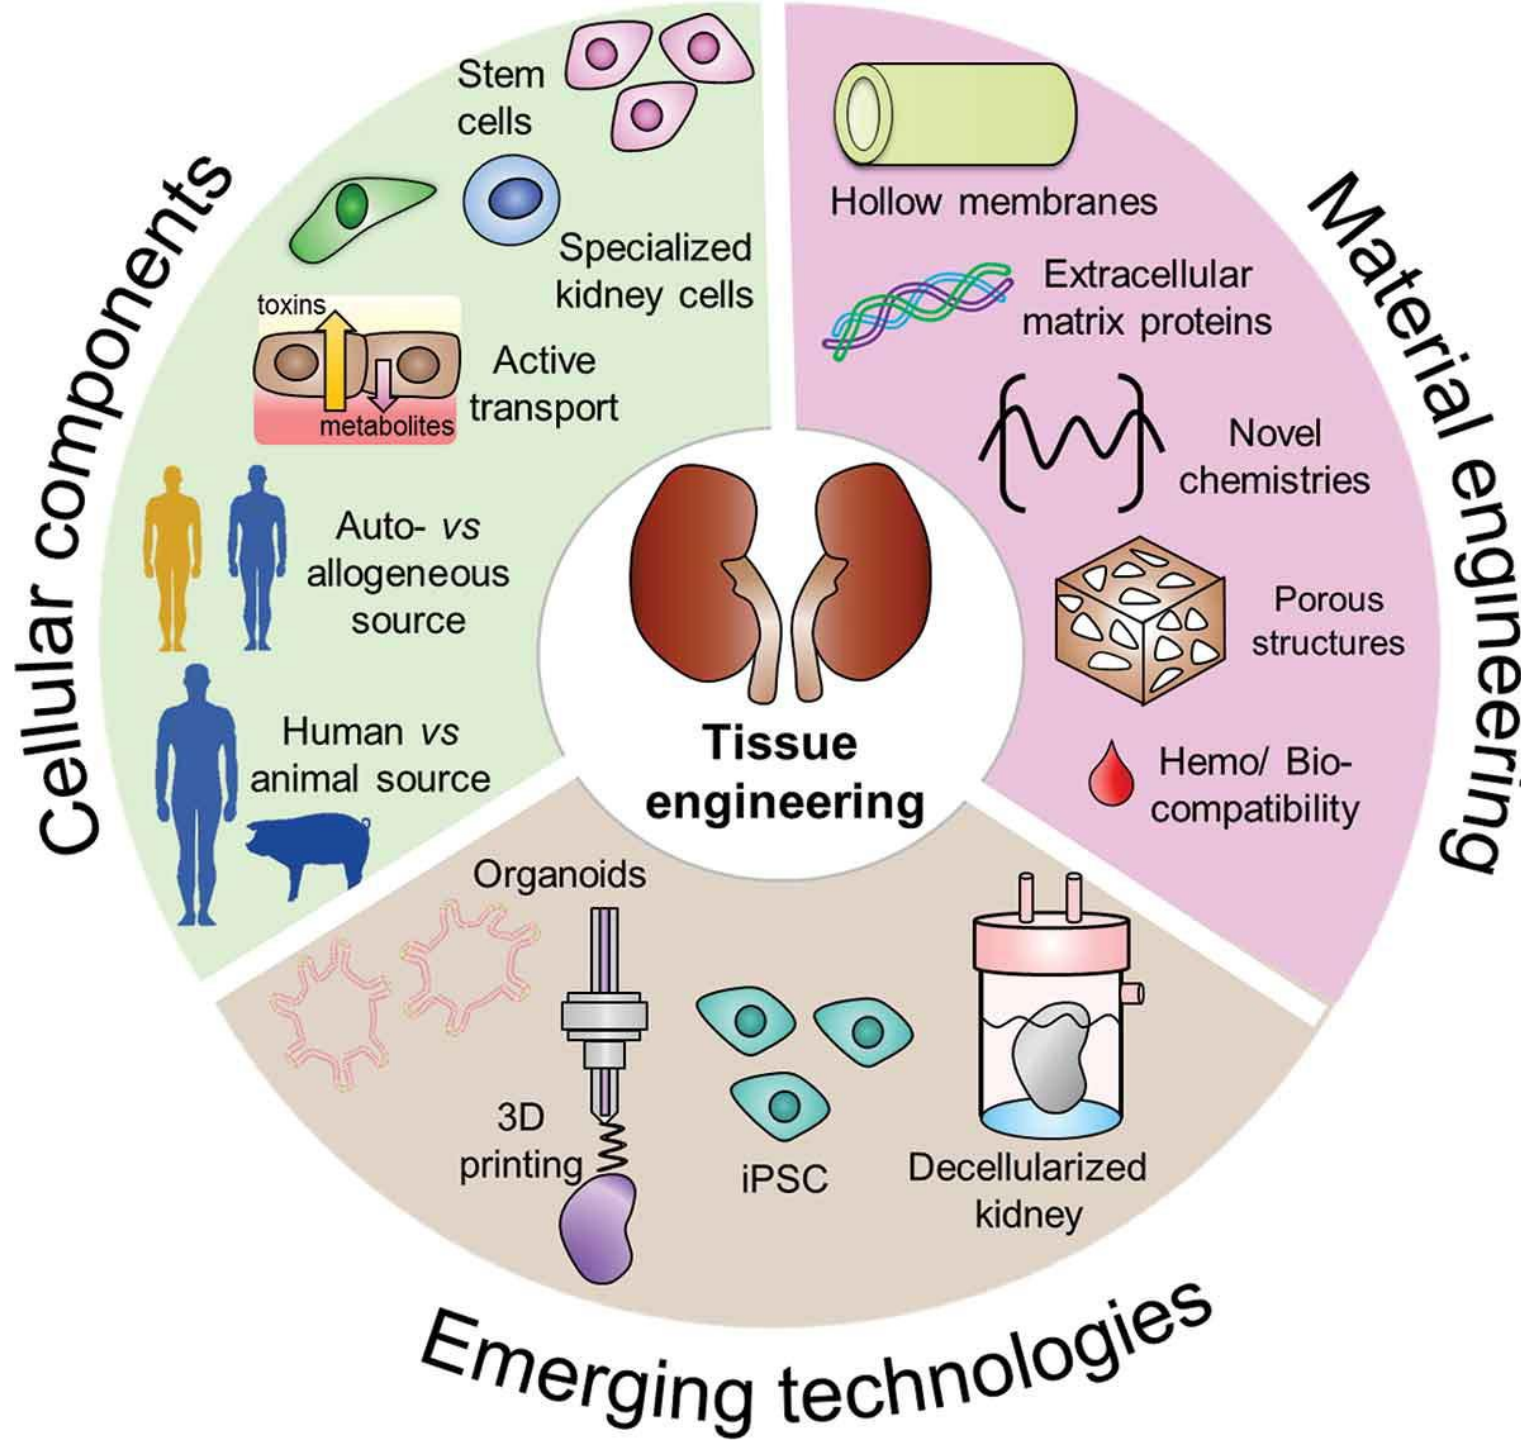 Cellular components
Stem
cells
Specialized
kidney cells
toxins
metabolites
Active
transport
Auto- vs
allogeneous
source
Human vs
animal source
Material engineering
Hollow membranes
Extracellular
matrix proteins
Novel
chemistries
Porous
structures
Hemo/ Bio-
compatibility
Tissue
engineering
Organoids
3D
printing
iPSC
Decellularized
kidney
Emerging technologies